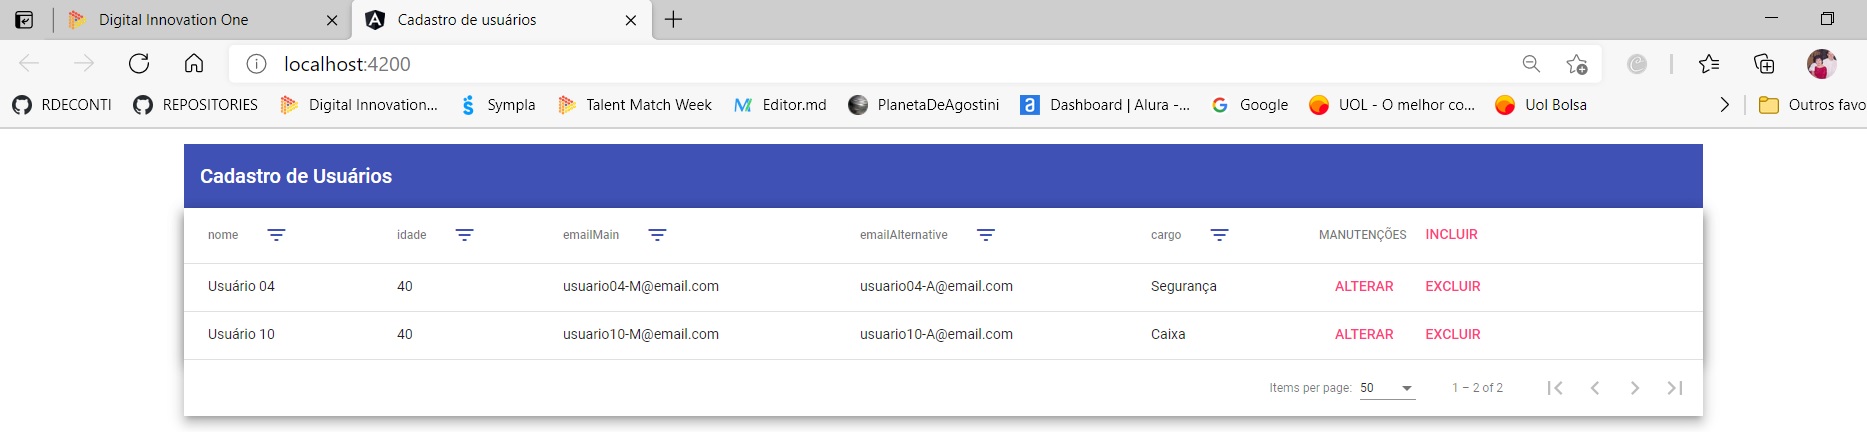 Digital Innovation One
Cadastro de usuários
localhost:4200
RDECONTI REPOSITORIES Digital Innovation... Sympla Talent Match Week Editor.md PlanetaDeAgostini Dashboard | Alura -... Google UOL - O melhor co... Uol Bolsa Outros favo
Cadastro de Usuários
nome idade emailMain emailAlternative cargo MANUTENÇÕES INCLUIR
Usuário 04 40 usuario04-M@email.com usuario04-A@email.com Segurança ALTERAR EXCLUIR
Usuário 10 40 usuario10-M@email.com usuario10-A@email.com Caixa ALTERAR EXCLUIR
Items per page: 50 1 – 2 of 2